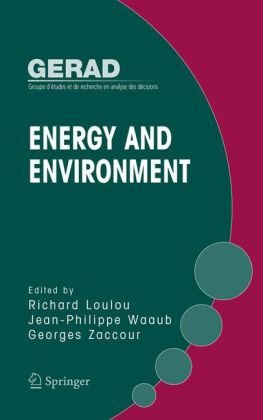 GERAD
Groupe d'études et de recherche en analyse des décisions
ENERGY AND
ENVIRONMENT
Edited by
Richard Loulou
Jean-Philippe Waaub
Georges Zaccour
Springer